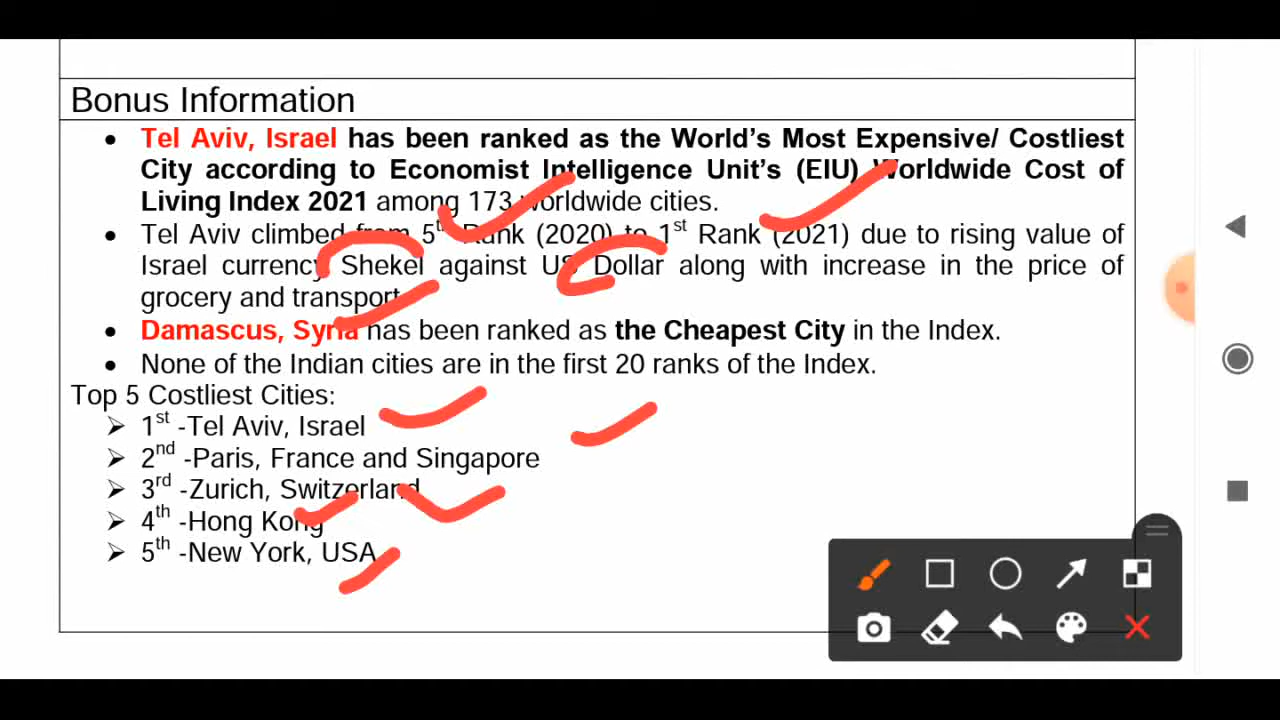 Bonus Information
• Tel Aviv, Israel has been ranked as the World's Most Expensive/ Costliest
City according to Economist Intelligence Unit's (EIU) Worldwide Cost of
Living Index 2021 among 173 worldwide cities.
• Tel Aviv climbed from 5th Rank (2020) to 1st Rank (2021) due to rising value of
Israel currency Shekel against US Dollar along with increase in the price of
grocery and transport
• Damascus, Syria has been ranked as the Cheapest City in the Index.
• None of the Indian cities are in the first 20 ranks of the Index.
Top 5 Costliest Cities:
➢ 1st -Tel Aviv, Israel
➢ 2nd -Paris, France and Singapore
➢ 3rd -Zurich, Switzerland
➢ 4th -Hong Kong
➢ 5th -New York, USA